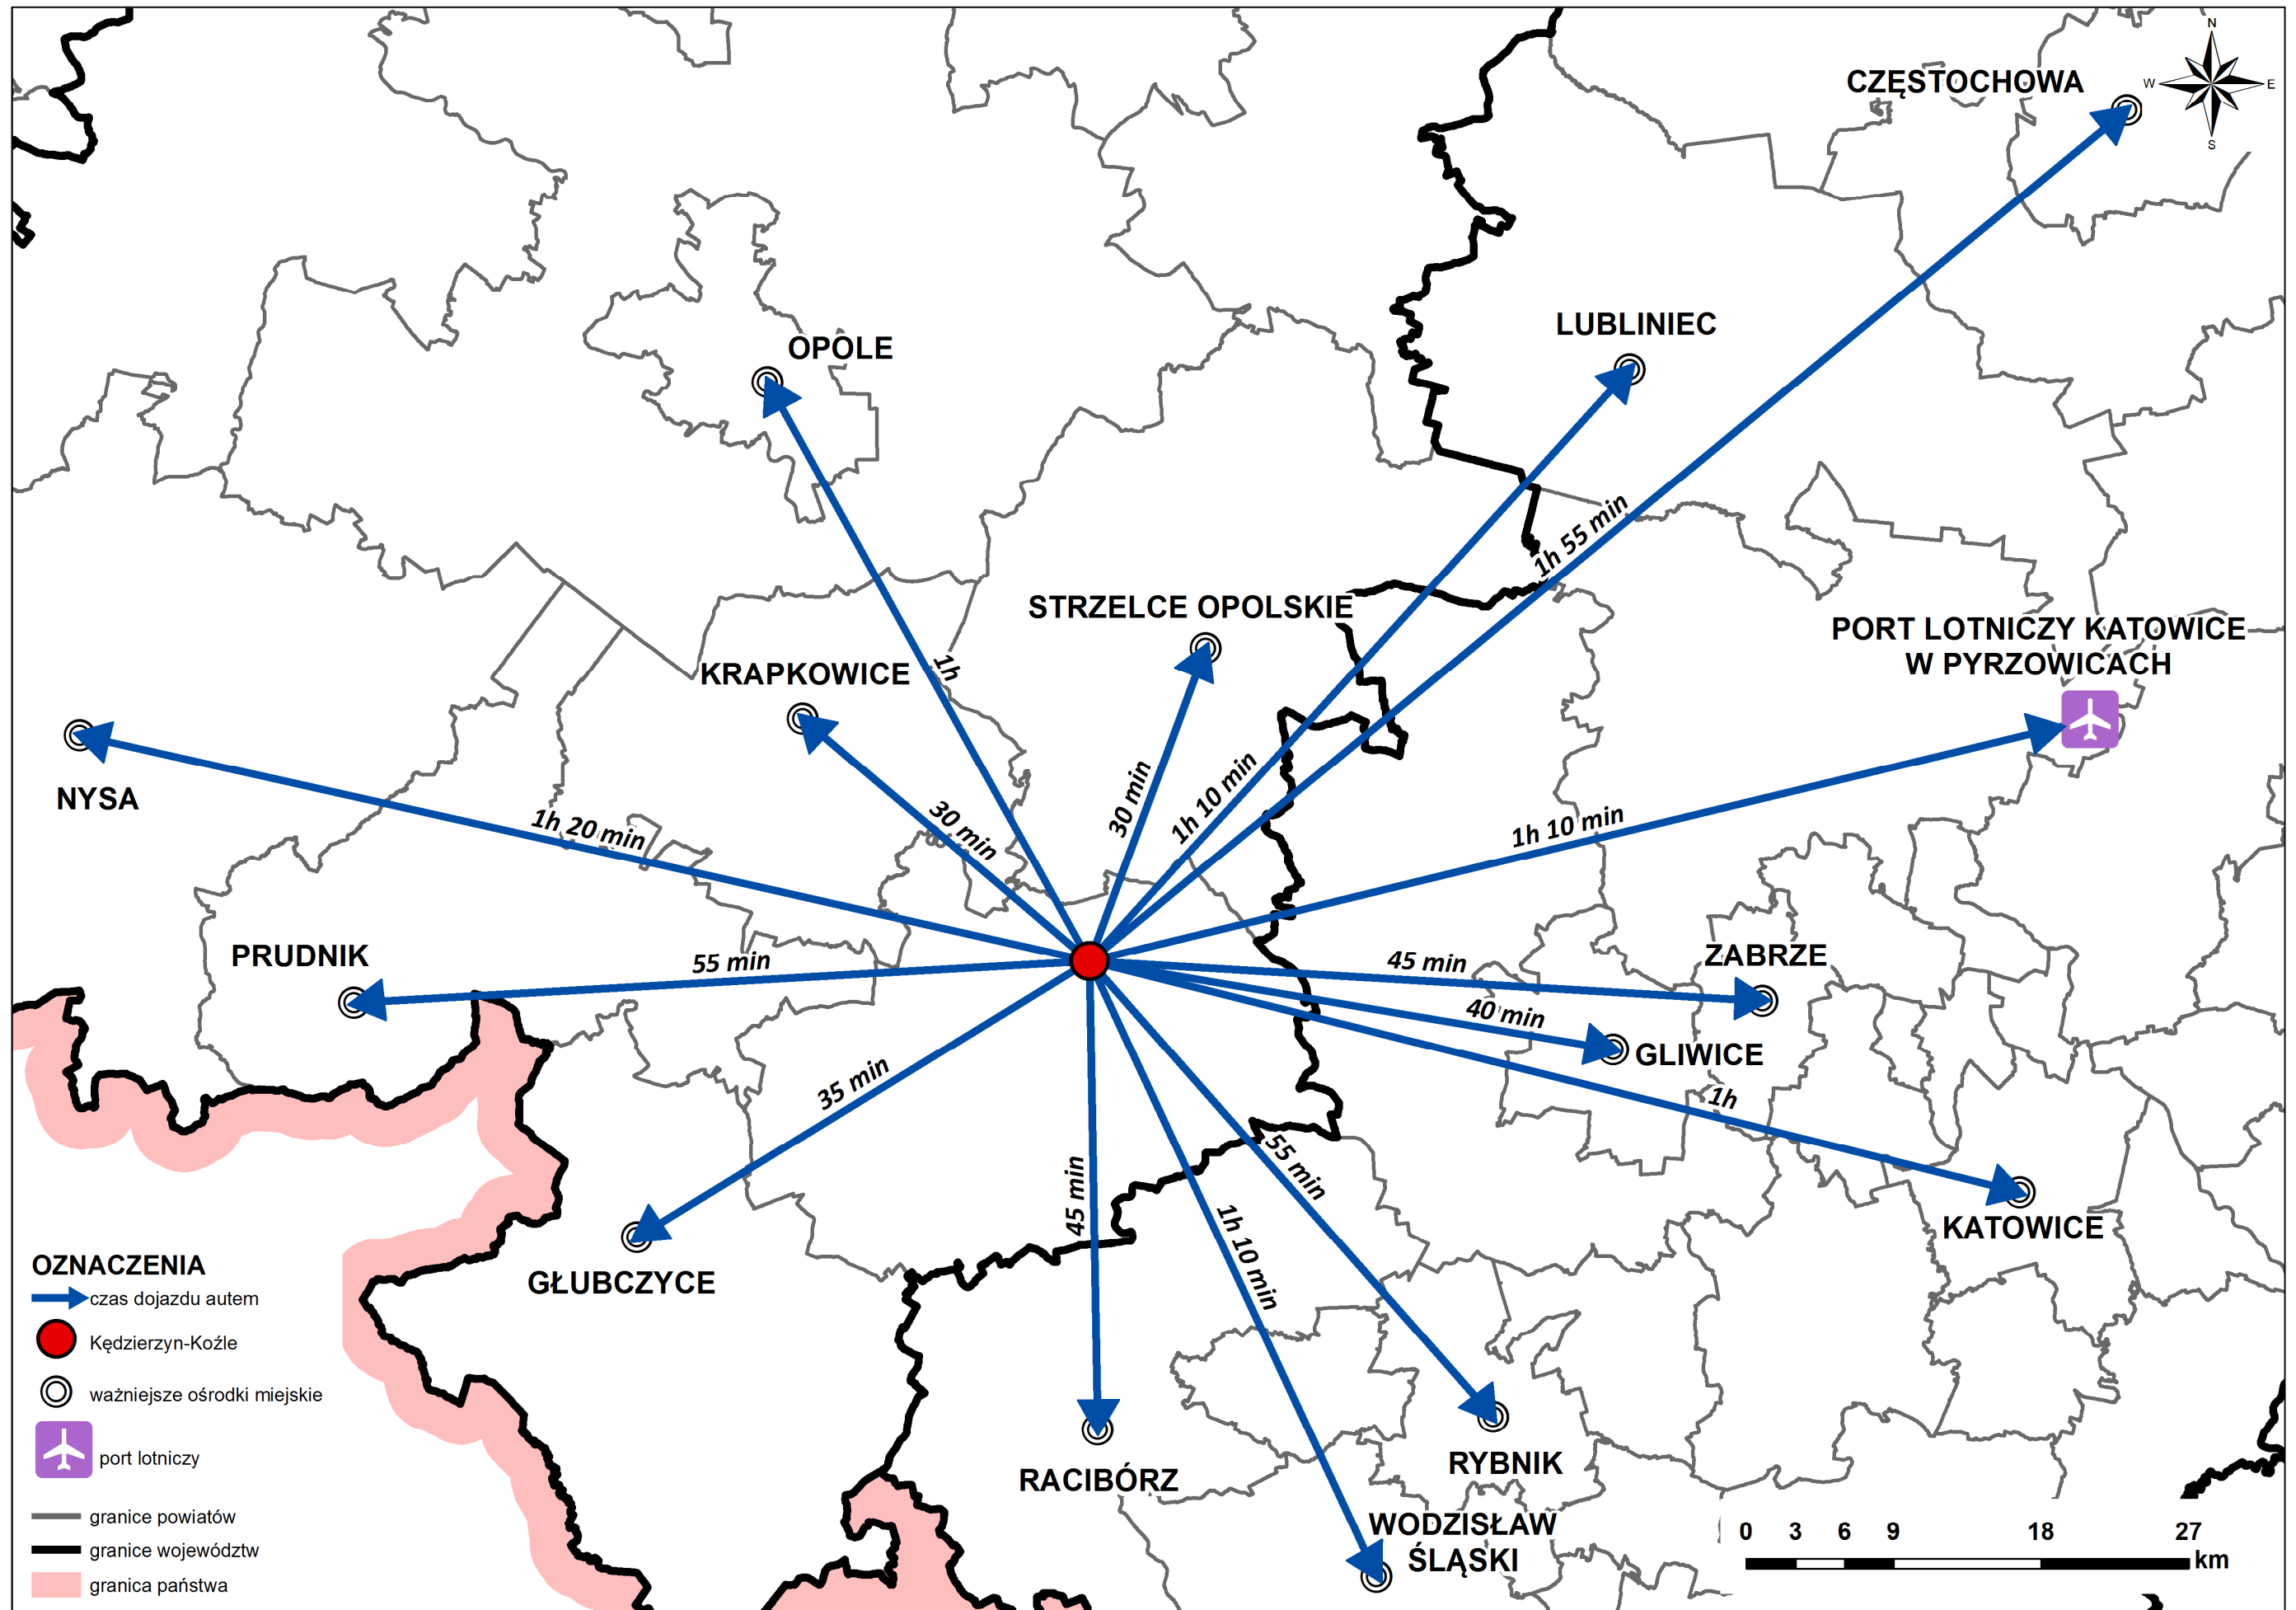 N
CZĘSTOCHOWA
W
E
S
LUBLINIEC
OPOLE
1h 55 min
STRZELCE OPOLSKIE
PORT LOTNICZY KATOWICE
W PYRZOWICACH
1h
KRAPKOWICE
NYSA
30 min
1h 10 min
30 min
1h 10 min
1h 20 min
PRUDNIK
55 min
45 min
ZABRZE
40 min
GLIWICE
35 min
1h
55 min
45 min
1h 10 min
KATOWICE
GŁUBCZYCE
OZNACZENIA
czas dojazdu autem
Kędzierzyn-Koźle
ważniejsze ośrodki miejskie
port lotniczy
granice powiatów
granice województw
granica państwa
RACIBÓRZ
RYBNIK
WODZISŁAW
ŚLĄSKI
0 3 6 9 18 27
km